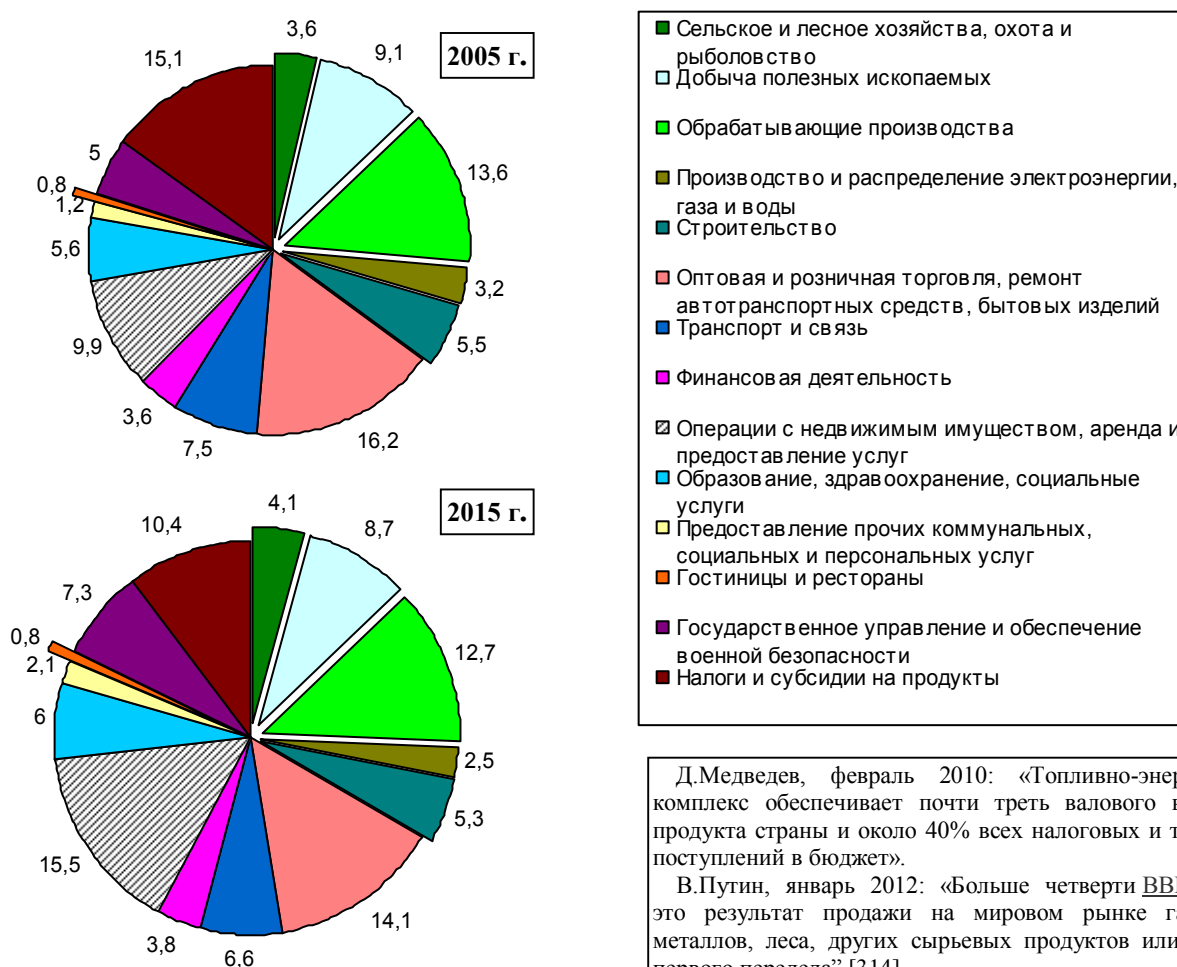 2005 г.
3,6
9,1
13,6
3,2
5,5
16,2
7,5
3,6
9,9
5,6
1,2
0,8
5
15,1
2015 г.
4,1
8,7
12,7
2,5
5,3
14,1
6,6
3,8
15,5
6
2,1
0,8
7,3
10,4
Сельское и лесное хозяйства, охота и
рыболовство
Добыча полезных ископаемых
Обрабатывающие производства
Производство и распределение электроэнергии,
газа и воды
Строительство
Оптовая и розничная торговля, ремонт
автотранспортных средств, бытовых изделий
Транспорт и связь
Финансовая деятельность
Операции с недвижимым имуществом, аренда и
предоставление услуг
Образование, здравоохранение, социальные
услуги
Предоставление прочих коммунальных,
социальных и персональных услуг
Гостиницы и рестораны
Государственное управление и обеспечение
военной безопасности
Налоги и субсидии на продукты
Д.Медведев, февраль 2010: «Топливно-энер
комплекс обеспечивает почти треть валового в
продукта страны и около 40% всех налоговых и т
поступлений в бюджет».
В.Путин, январь 2012: «Больше четверти ВВ
это результат продажи на мировом рынке га
металлов, леса, других сырьевых продуктов или
первого передела” [314]